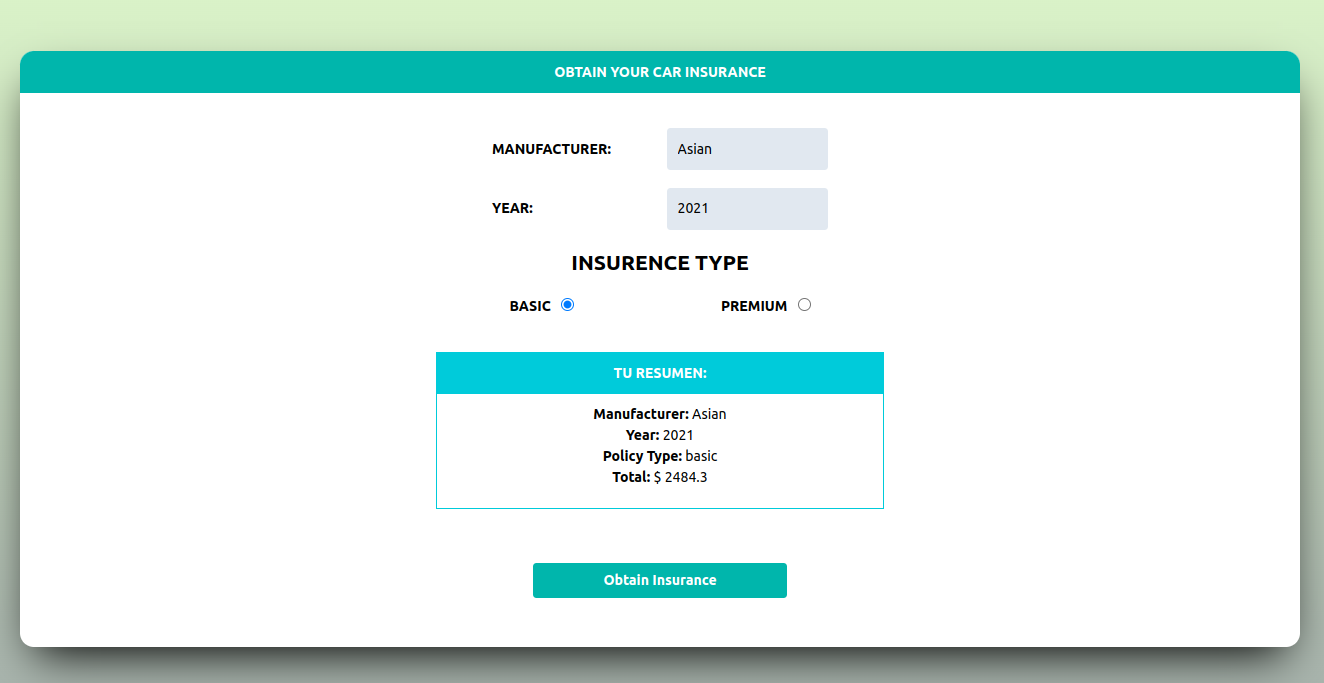 OBTAIN YOUR CAR INSURANCE
MANUFACTURER: Asian
YEAR: 2021
INSURENCE TYPE
BASIC PREMIUM
TU RESUMEN:
Manufacturer: Asian
Year: 2021
Policy Type: basic
Total: $ 2484.3
Obtain Insurance